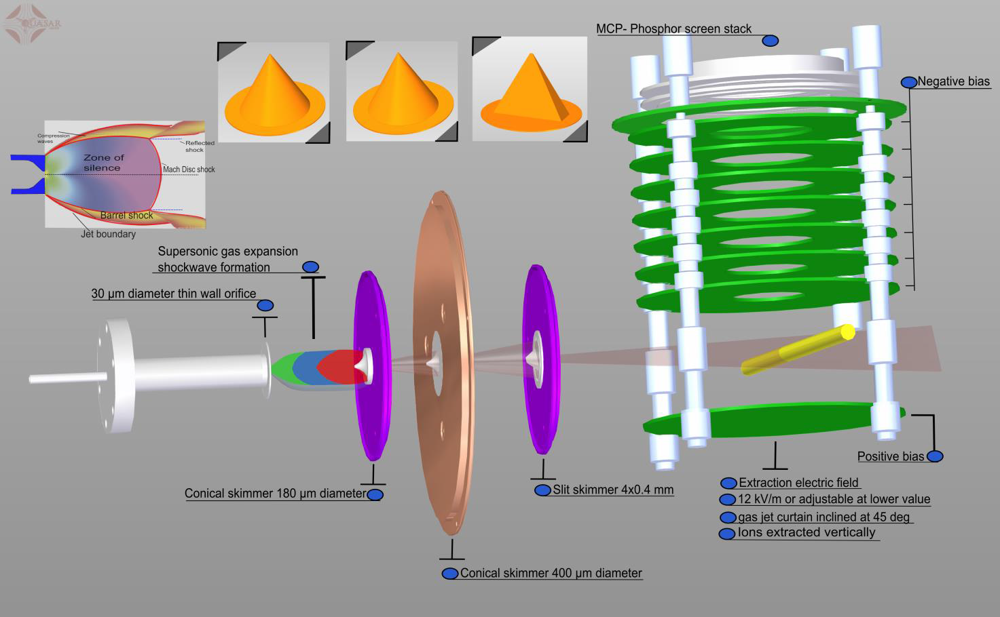 QUASAR
MCP- Phosphor screen stack
Negative bias
Compression
waves
Reflected
shock
Zone of
silence
Mach Disc shock
Barrel shock
Jet boundary
Supersonic gas expansion
shockwave formation
30 µm diameter thin wall orifice
Conical skimmer 180 µm diameter
Slit skimmer 4x0.4 mm
Positive bias
Extraction electric field
12 kV/m or adjustable at lower value
gas jet curtain inclined at 45 deg
Ions extracted vertically
Conical skimmer 400 µm diameter